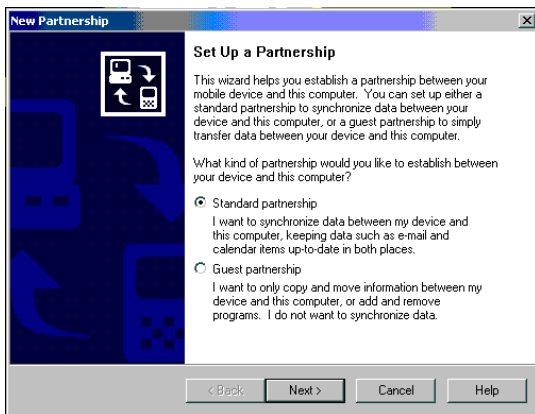 New Partnership
Set Up a Partnership
This wizard helps you establish a partnership between your
mobile device and this computer. You can set up either a
standard partnership to synchronize data between your
device and this computer, or a guest partnership to simply
transfer data between your device and this computer.
What kind of partnership would you like to establish between
your device and this computer?
Standard partnership
I want to synchronize data between my device and
this computer, keeping data such as e-mail and
calendar items up-to-date in both places.
Guest partnership
I want to only copy and move information between my
device and this computer, or add and remove
programs. I do not want to synchronize data.
< Back Next > Cancel Help